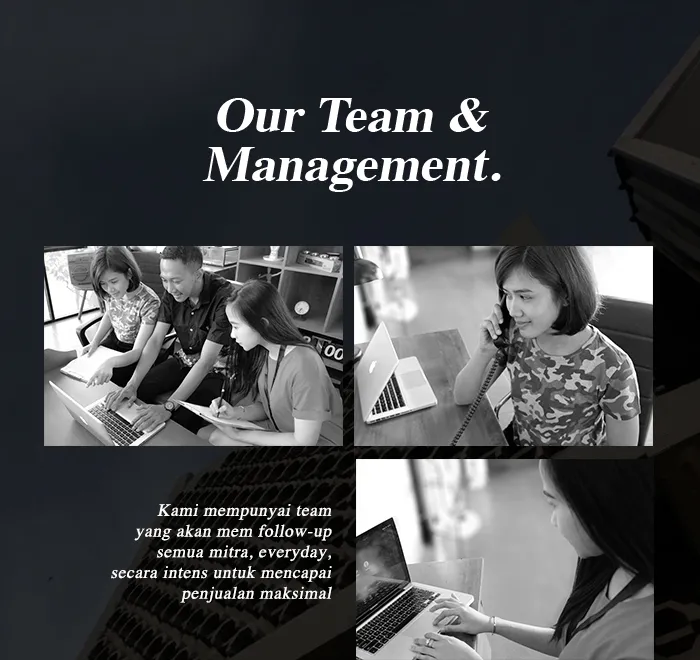 Our Team &
Management.
Kami mempunyai team
yang akan mem follow-up
semua mitra, everyday,
secara intens untuk mencapai
penjualan maksimal